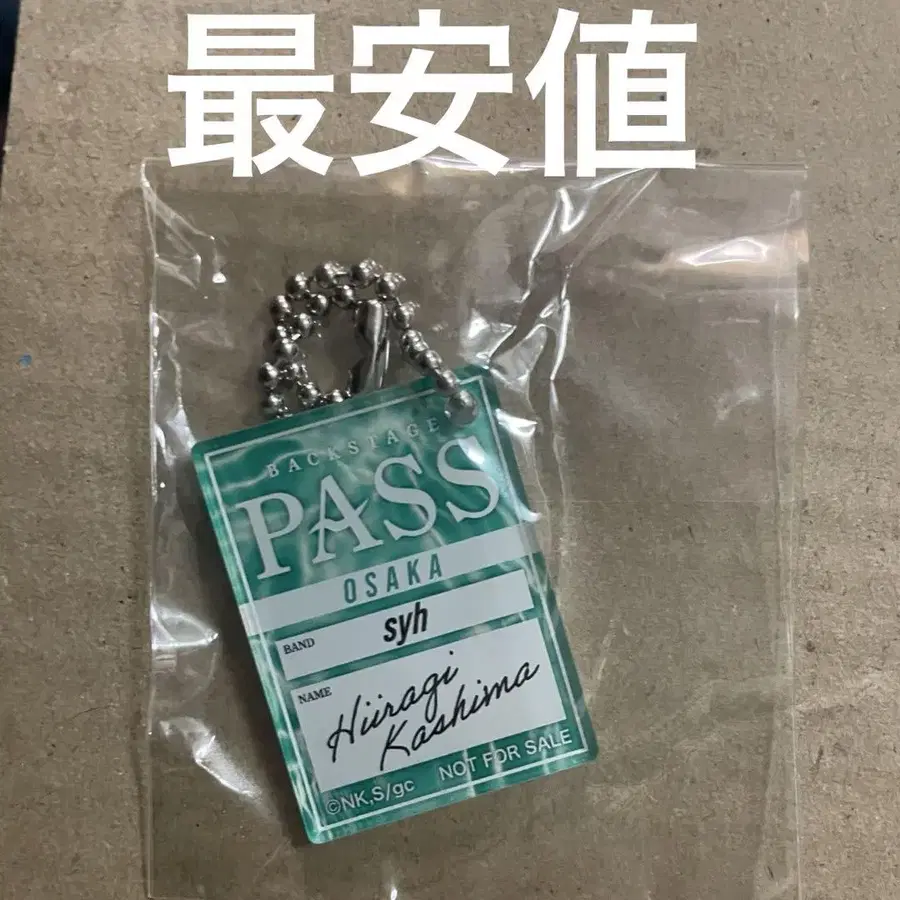 最安値
BACKSTAGE
PASS
OSAKA
BAND
syh
NAME
Hiiragi
Kashima
©NK,S/gc NOT FOR SALE